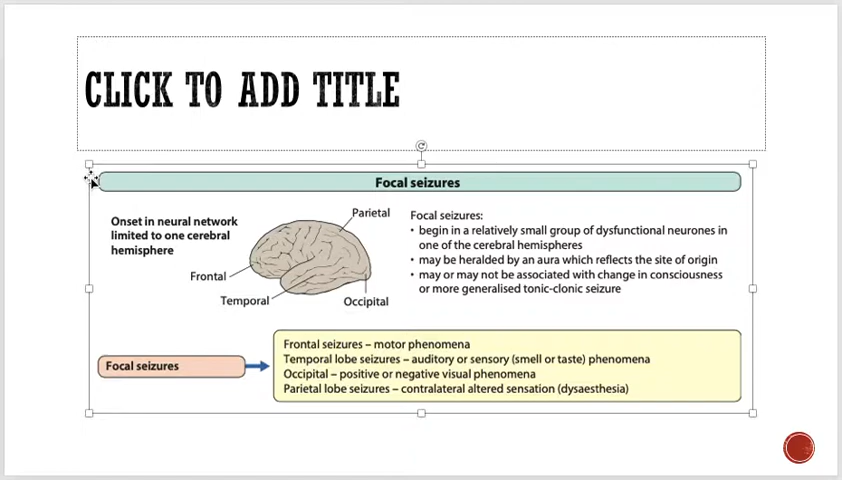 CLICK TO ADD TITLE
Focal seizures
Onset in neural network
limited to one cerebral
hemisphere
Parietal
Frontal
Temporal
Occipital
Focal seizures:
• begin in a relatively small group of dysfunctional neurones in
one of the cerebral hemispheres
• may be heralded by an aura which reflects the site of origin
• may or may not be associated with change in consciousness
or more generalised tonic-clonic seizure
Focal seizures
Frontal seizures – motor phenomena
Temporal lobe seizures – auditory or sensory (smell or taste) phenomena
Occipital – positive or negative visual phenomena
Parietal lobe seizures – contralateral altered sensation (dysaesthesia)